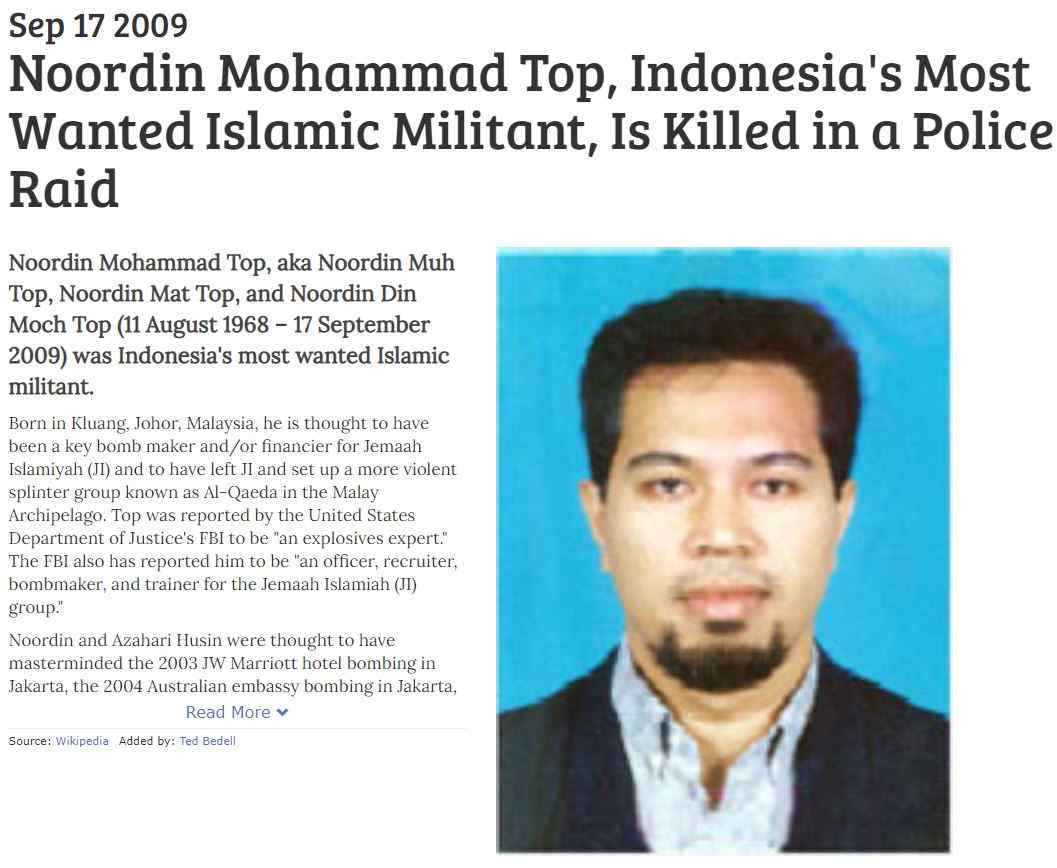 Sep 17 2009
Noordin Mohammad Top, Indonesia's Most
Wanted Islamic Militant, Is Killed in a Police
Raid
Noordin Mohammad Top, aka Noordin Muh
Top, Noordin Mat Top, and Noordin Din
Moch Top (11 August 1968 – 17 September
2009) was Indonesia's most wanted Islamic
militant.
Born in Kluang, Johor, Malaysia, he is thought to have
been a key bomb maker and/or financier for Jemaah
Islamiyah (JI) and to have left JI and set up a more violent
splinter group known as Al-Qaeda in the Malay
Archipelago. Top was reported by the United States
Department of Justice's FBI to be "an explosives expert."
The FBI also has reported him to be "an officer, recruiter,
bombmaker, and trainer for the Jemaah Islamiah (JI)
group."
Noordin and Azahari Husin were thought to have
masterminded the 2003 JW Marriott hotel bombing in
Jakarta, the 2004 Australian embassy bombing in Jakarta,
Read More
Source: Wikipedia Added by: Ted Bedell